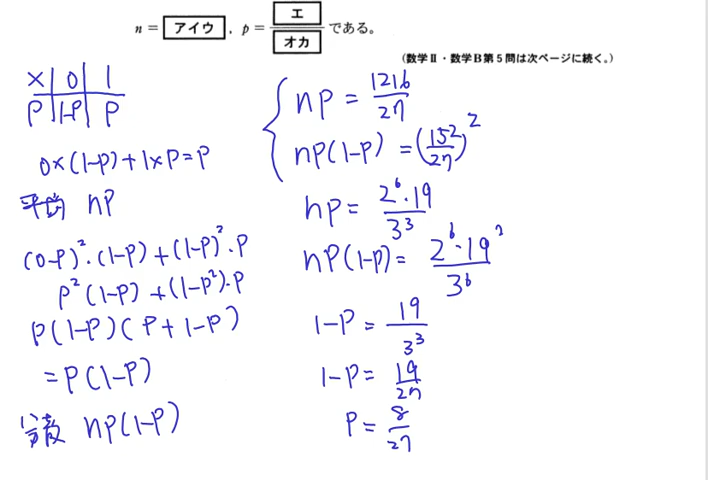 n = アイウ, p = エ/オカ である。
(数学Ⅱ・数学B第5問は次ページに続く。)
X | 0 | 1
P | 1-P | P
0×(1-P)+1×P=P
平均 nP
(0-P)²·(1-P)+(1-P)²·P
P²(1-P)+(1-P²)·P
P(1-P)(P+1-P)
=P(1-P)
分散 nP(1-P)
{ nP = 1216/27
nP(1-P) = (152/27)²
nP = 2⁶·19/3³
nP(1-P) = 2⁶·19²/3⁶
1-P = 19/3³
1-P = 19/27
P = 8/27